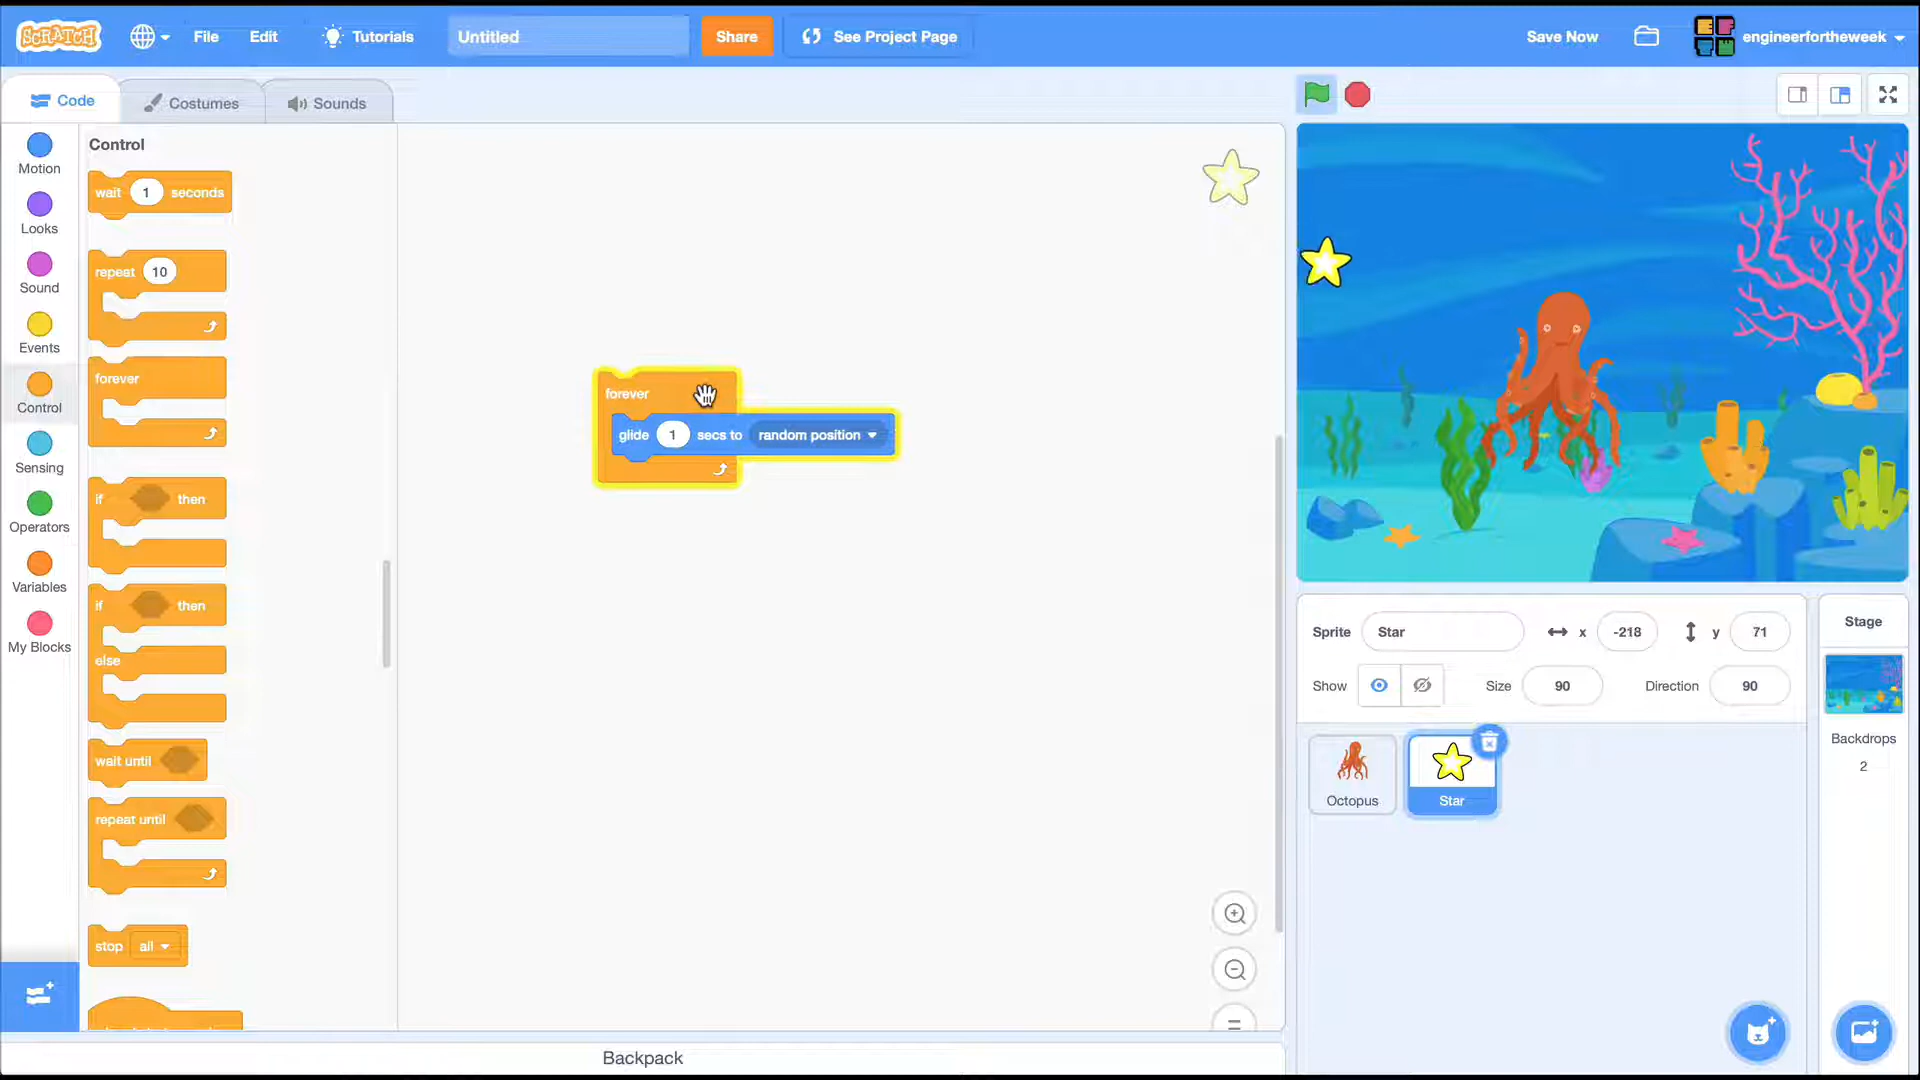 SCRATCH
File
Edit
Tutorials
Untitled
Share
See Project Page
Save Now
engineerfortheweek
Code
Costumes
Sounds
Motion
Looks
Sound
Events
Control
Sensing
Operators
Variables
My Blocks
Control
wait 1 seconds
repeat 10
forever
if then
if then
else
wait until
repeat until
stop all
forever
glide 1 secs to random position
Backpack
Sprite Star x -218 y 71
Show Size 90 Direction 90
Octopus
Star
Stage
Backdrops
2